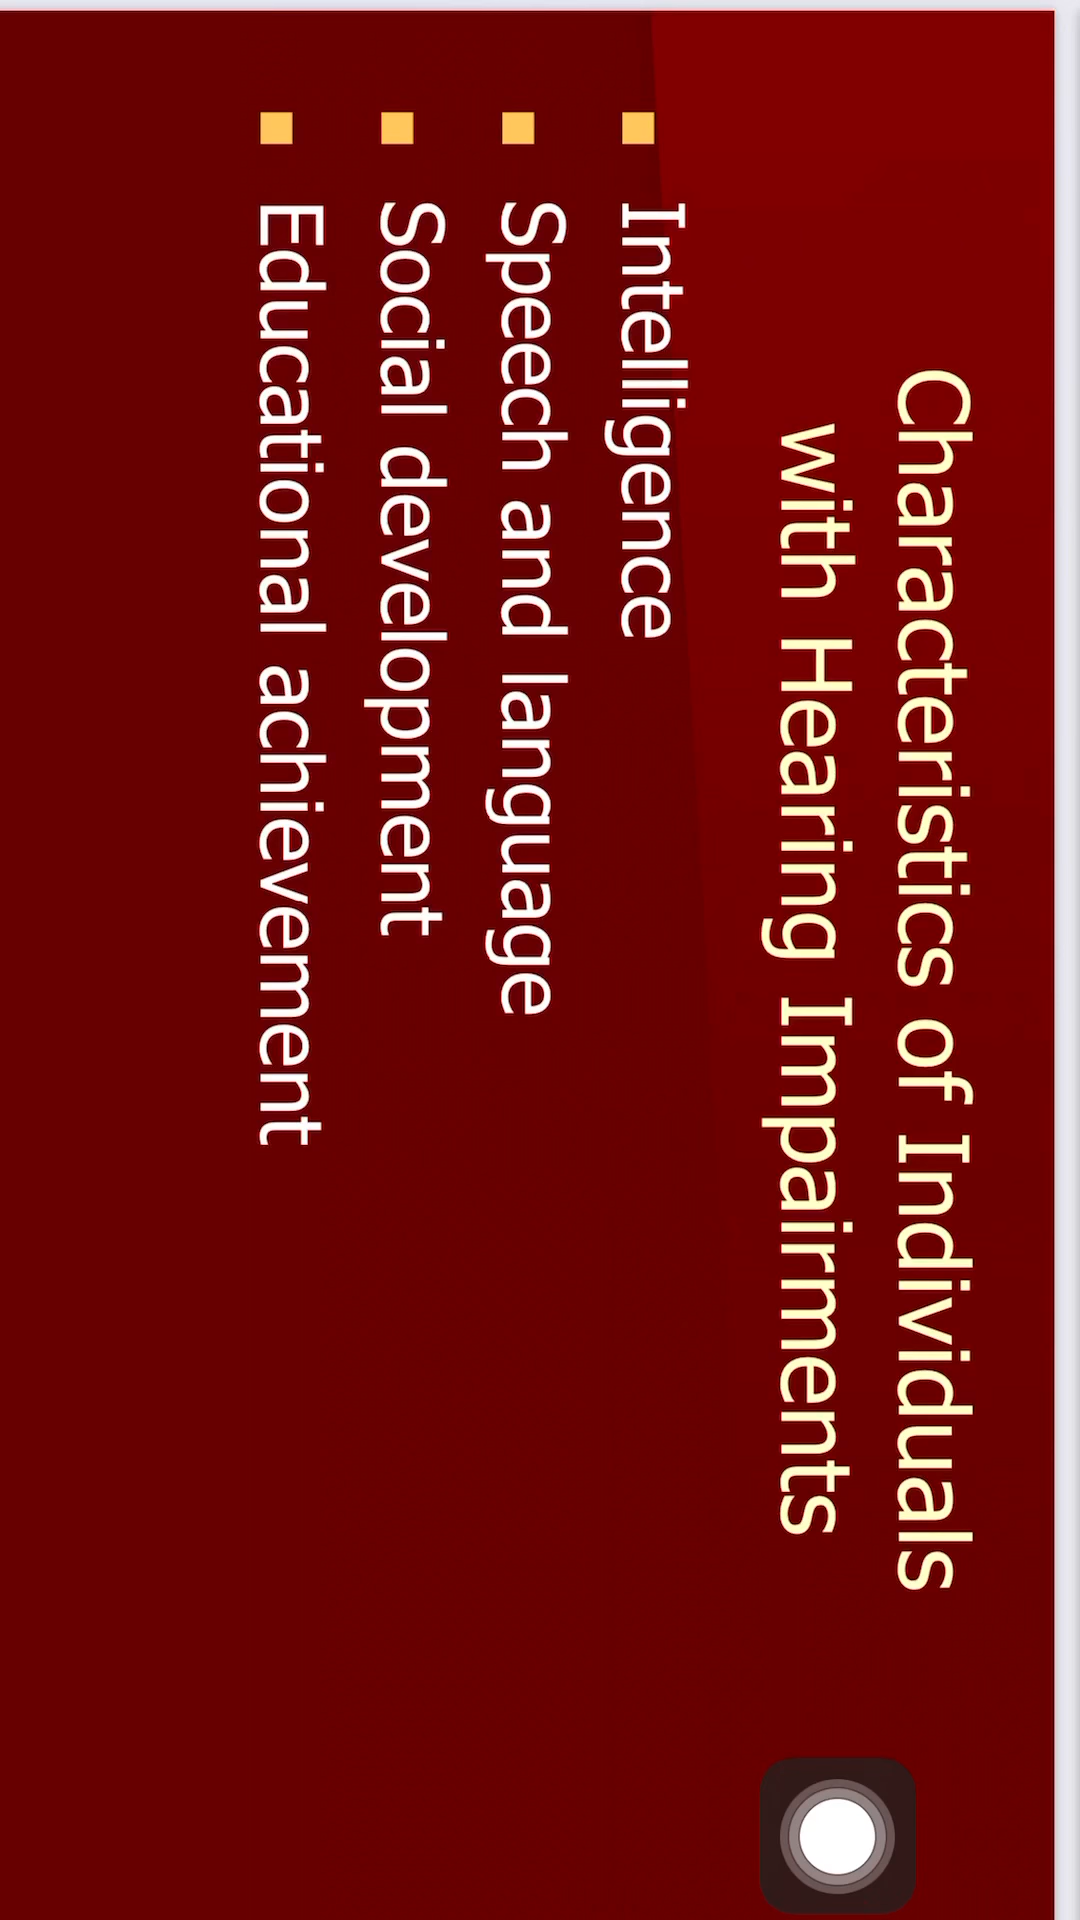 Characteristics of Individuals
with Hearing Impairments
Intelligence
Speech and language
Social development
Educational achievement